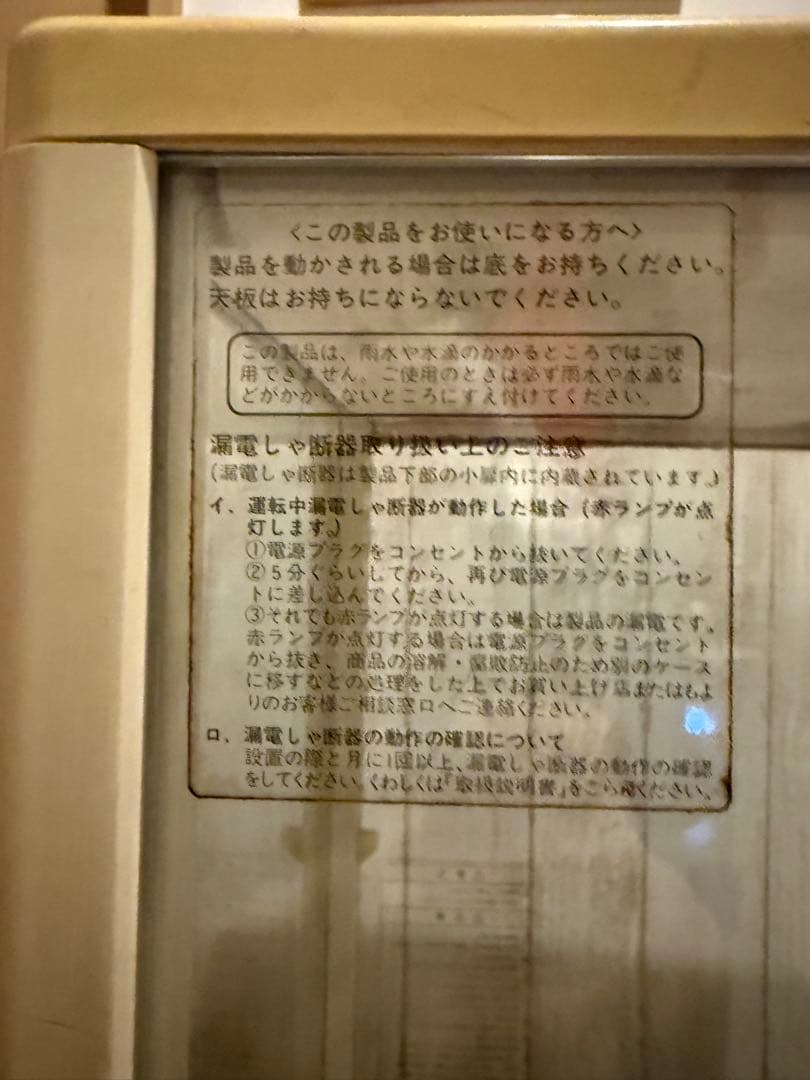 〈この製品をお使いになる方へ〉
製品を動かされる場合は底をお持ちください。
天板はお持ちにならないでください。
この製品は、雨水や水滴のかかるところではご使
用できません。ご使用のときは必ず雨水や水滴な
どがかからないところにすえ付けてください。
漏電しゃ断器取り扱い上のご注意
(漏電しゃ断器は製品下部の小扉内に内蔵されています。)
イ、運転中漏電しゃ断器が動作した場合(赤ランプが点
灯します。)
①電源プラグをコンセントから抜いてください。
②5分ぐらいしてから、再び電源プラグをコンセン
トに差し込んでください。
③それでも赤ランプが点灯する場合は製品の漏電です。
赤ランプが点灯する場合は電源プラグをコンセント
から抜き、商品の溶解・腐敗防止のため別のケース
に移すなどの処理をした上でお買い上げ店またはもよ
りのお客様ご相談窓口へご連絡ください。
ロ、漏電しゃ断器の動作の確認について
設置の際と月に1回以上、漏電しゃ断器の動作の確認
をしてください。くわしくは「取扱説明書」をごらんください。